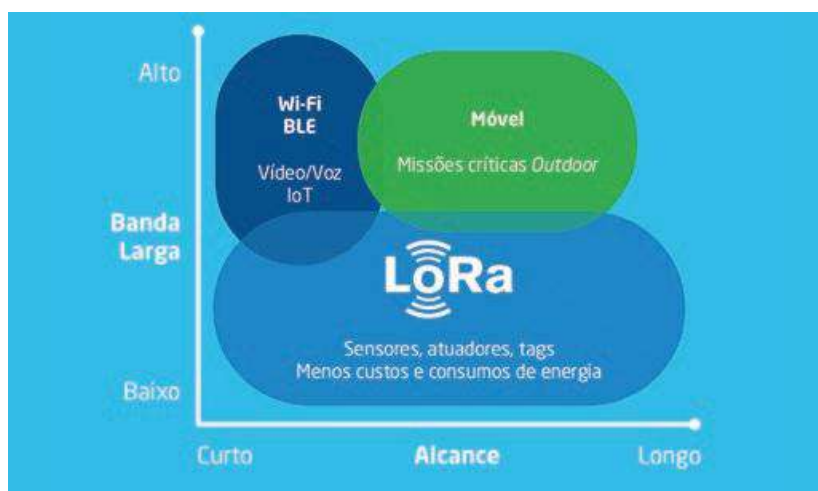 Alto
Wi-Fi
BLE
Vídeo/Voz
IoT
Móvel
Missões críticas Outdoor
Banda
Larga
LoRa
Sensores, atuadores, tags
Menos custos e consumos de energia
Baixo
Curto
Alcance
Longo